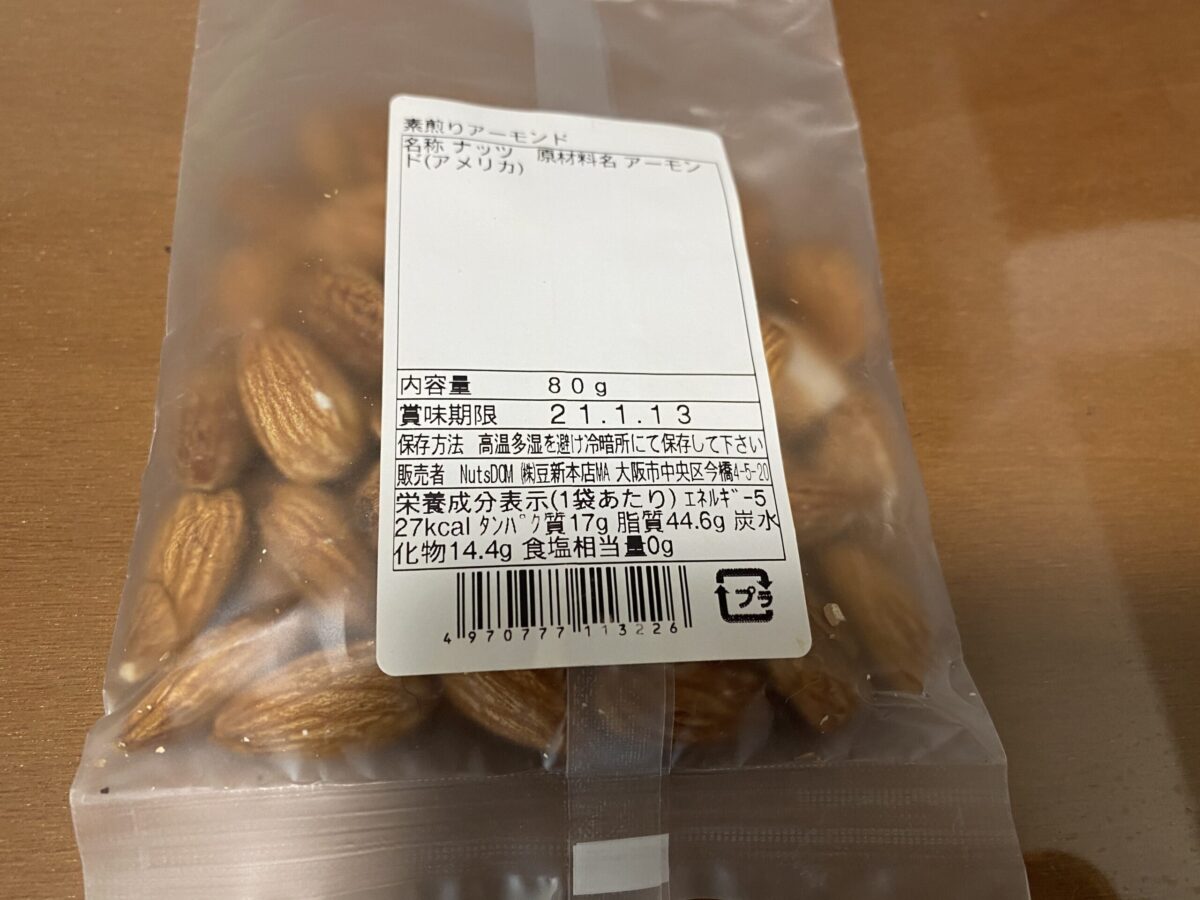 素煎りアーモンド
名称 ナッツ 原材料名 アーモン
ド(アメリカ)
内容量 80g
賞味期限 21.1.13
保存方法 高温多湿を避け冷暗所にて保存して下さい
販売者 NutsDOM ㈱豆新本店MA 大阪市中央区今橋4-5-20
栄養成分表示(1袋あたり) エネルギー5
27kcal タンパク質17g 脂質44.6g 炭水
化物14.4g 食塩相当量0g
プラ
4970777113226